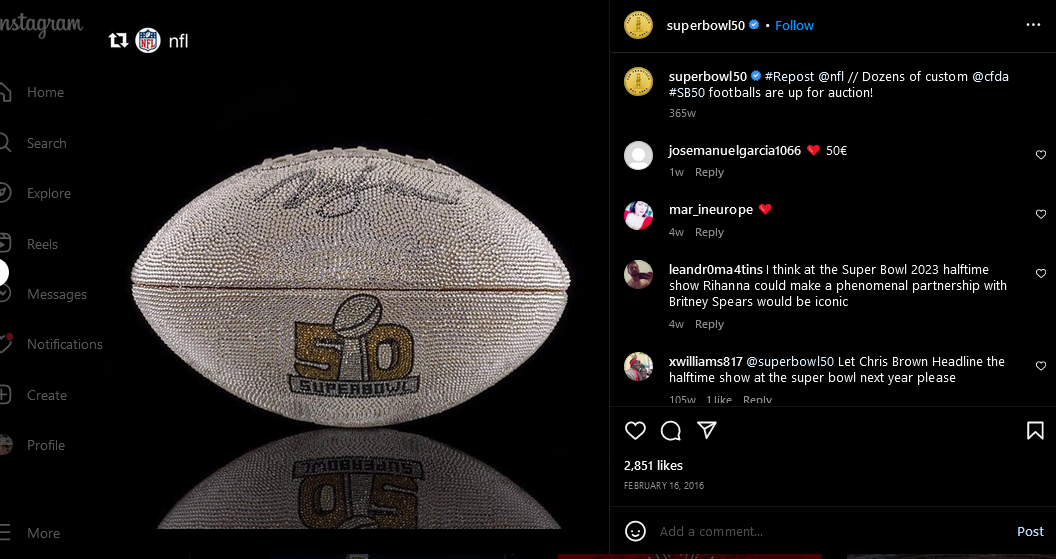 Instagram
NFL
nfl
Home
Search
Explore
Reels
Messages
Notifications
Create
Profile
More
50
SUPERBOWL
SUPERBOWL
50
superbowl50 • Follow
superbowl50 #Repost @nfl // Dozens of custom @cfda
#SB50 footballs are up for auction!
365w
josemanuelgarcia1066 ❤️ 50€
1w Reply
mar_ineurope ❤️
4w Reply
leandr0ma4tins I think at the Super Bowl 2023 halftime
show Rihanna could make a phenomenal partnership with
Britney Spears would be iconic
4w Reply
xwilliams817 @superbowl50 Let Chris Brown Headline the
halftime show at the super bowl next year please
105w 1 like Reply
2,851 likes
FEBRUARY 16, 2016
Add a comment...
Post